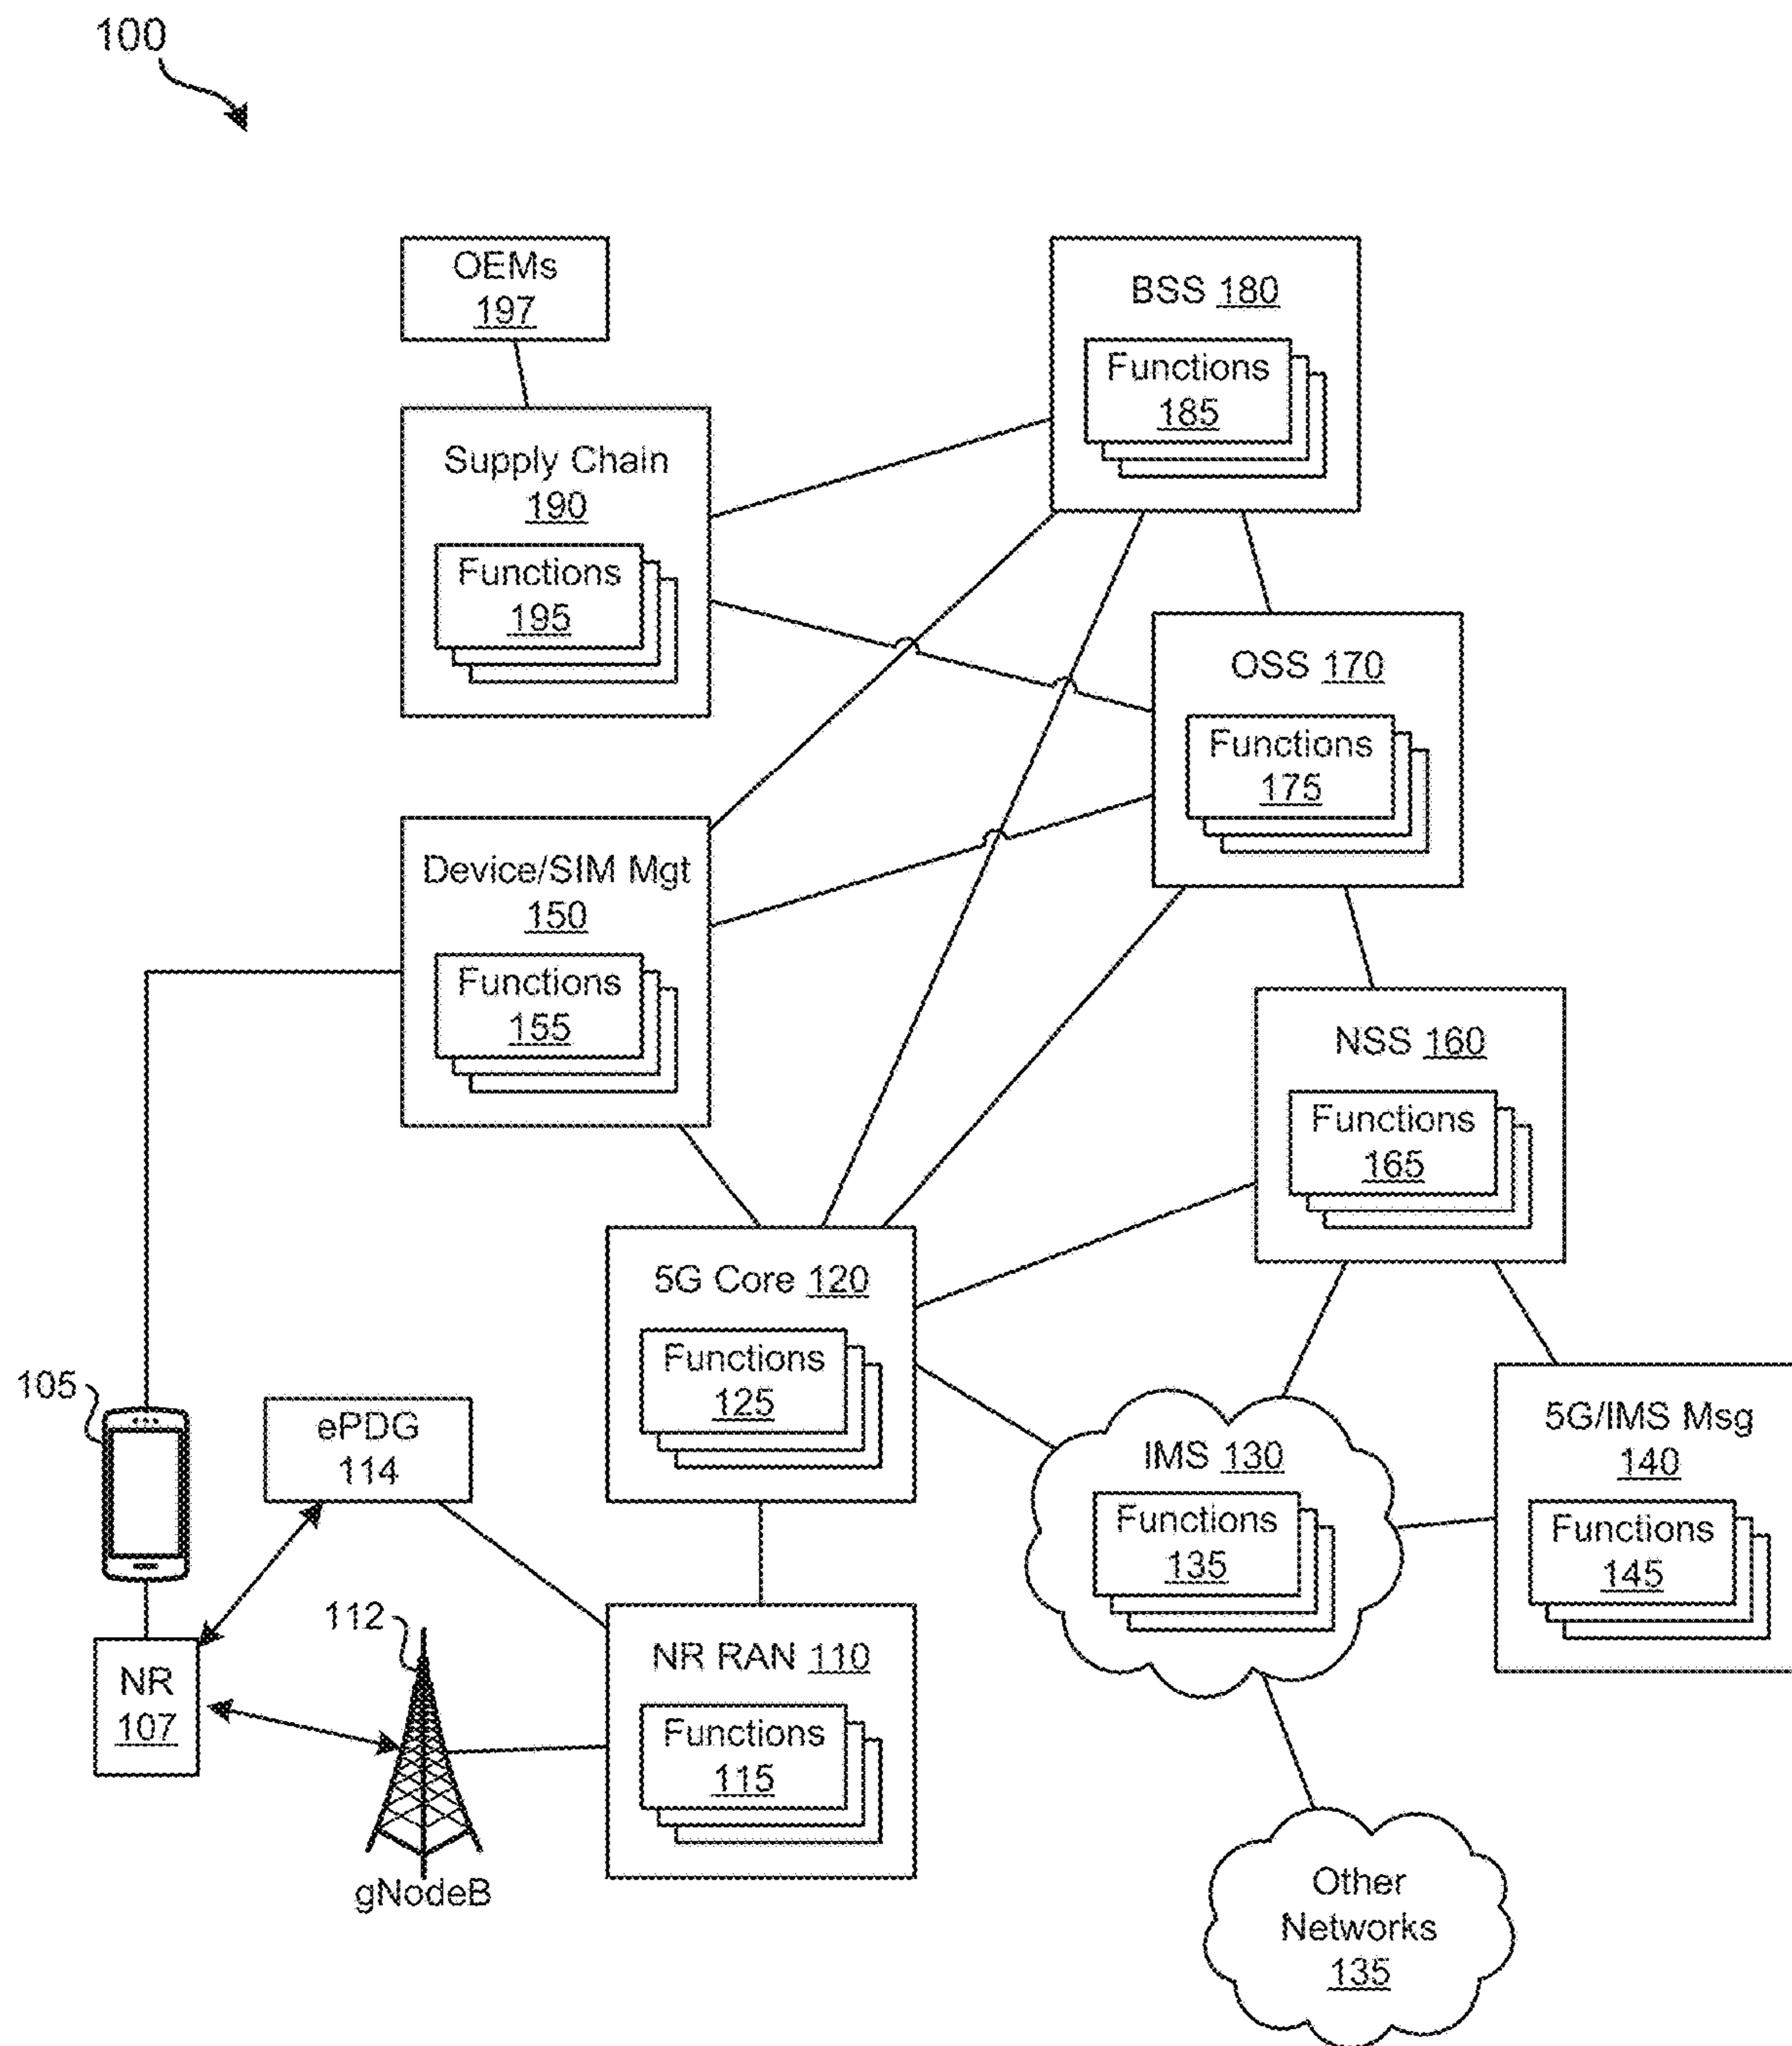 100
OEMs
197
BSS 180
Functions
185
Supply Chain
190
Functions
195
OSS 170
Functions
175
Device/SIM Mgt
150
Functions
155
NSS 160
Functions
165
5G Core 120
Functions
125
105
ePDG
114
IMS 130
Functions
135
5G/IMS Msg
140
Functions
145
112
NR
107
NR RAN 110
Functions
115
gNodeB
Other
Networks
135